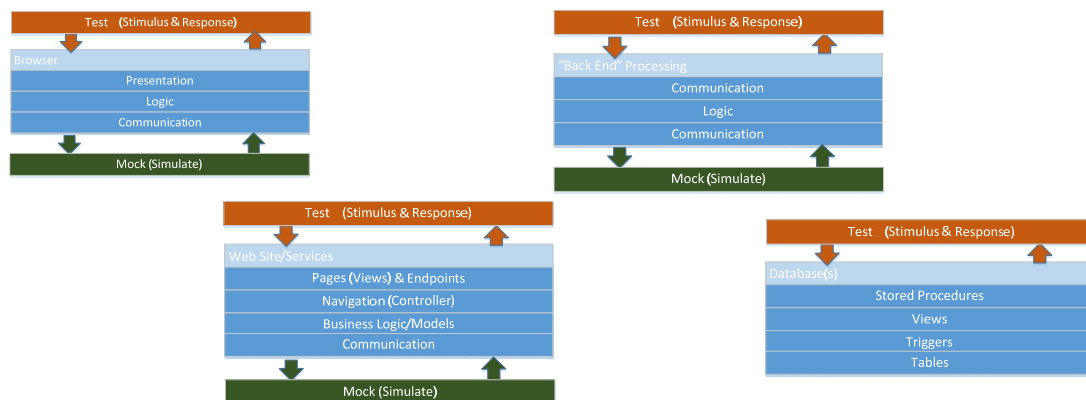 Test (Stimulus & Response)
Browser
Presentation
Logic
Communication
Mock (Simulate)
Test (Stimulus & Response)
"Back End" Processing
Communication
Logic
Communication
Mock (Simulate)
Test (Stimulus & Response)
Web Site/Services
Pages (Views) & Endpoints
Navigation (Controller)
Business Logic/Models
Communication
Mock (Simulate)
Test (Stimulus & Response)
Database(s)
Stored Procedures
Views
Triggers
Tables